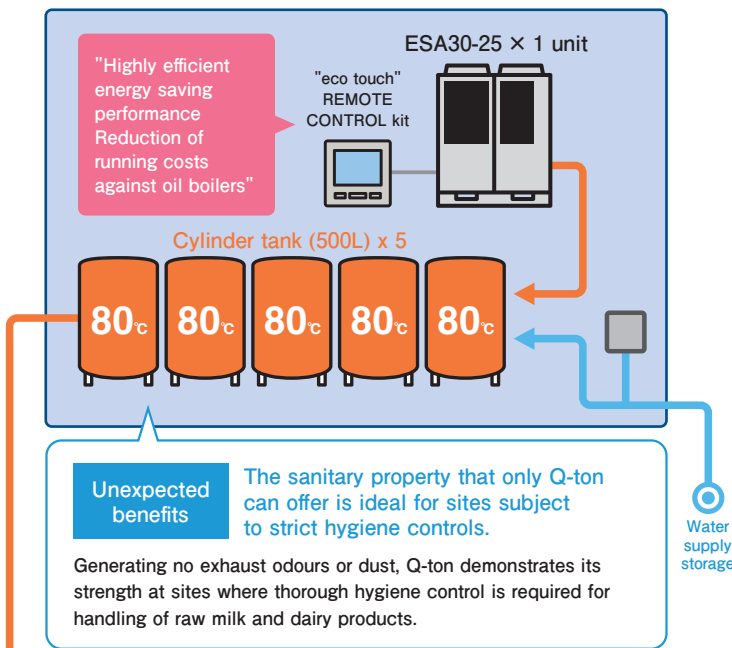 ESA30-25 × 1 unit
"Highly efficient
energy saving
performance
Reduction of
running costs
against oil boilers"
"eco touch"
REMOTE
CONTROL kit
Cylinder tank (500L) x 5
80℃ 80℃ 80℃ 80℃ 80℃
Unexpected
benefits
The sanitary property that only Q-ton
can offer is ideal for sites subject
to strict hygiene controls.
Generating no exhaust odours or dust, Q-ton demonstrates its
strength at sites where thorough hygiene control is required for
handling of raw milk and dairy products.
Water
supply
storage